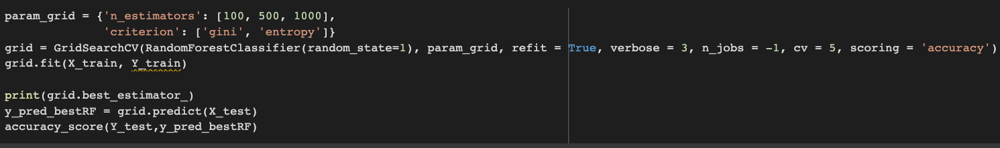 param_grid = {'n_estimators': [100, 500, 1000],
              'criterion': ['gini', 'entropy']}
grid = GridSearchCV(RandomForestClassifier(random_state=1), param_grid, refit = True, verbose = 3, n_jobs = -1, cv = 5, scoring = 'accuracy')
grid.fit(X_train, Y_train)

print(grid.best_estimator_)
y_pred_bestRF = grid.predict(X_test)
accuracy_score(Y_test,y_pred_bestRF)